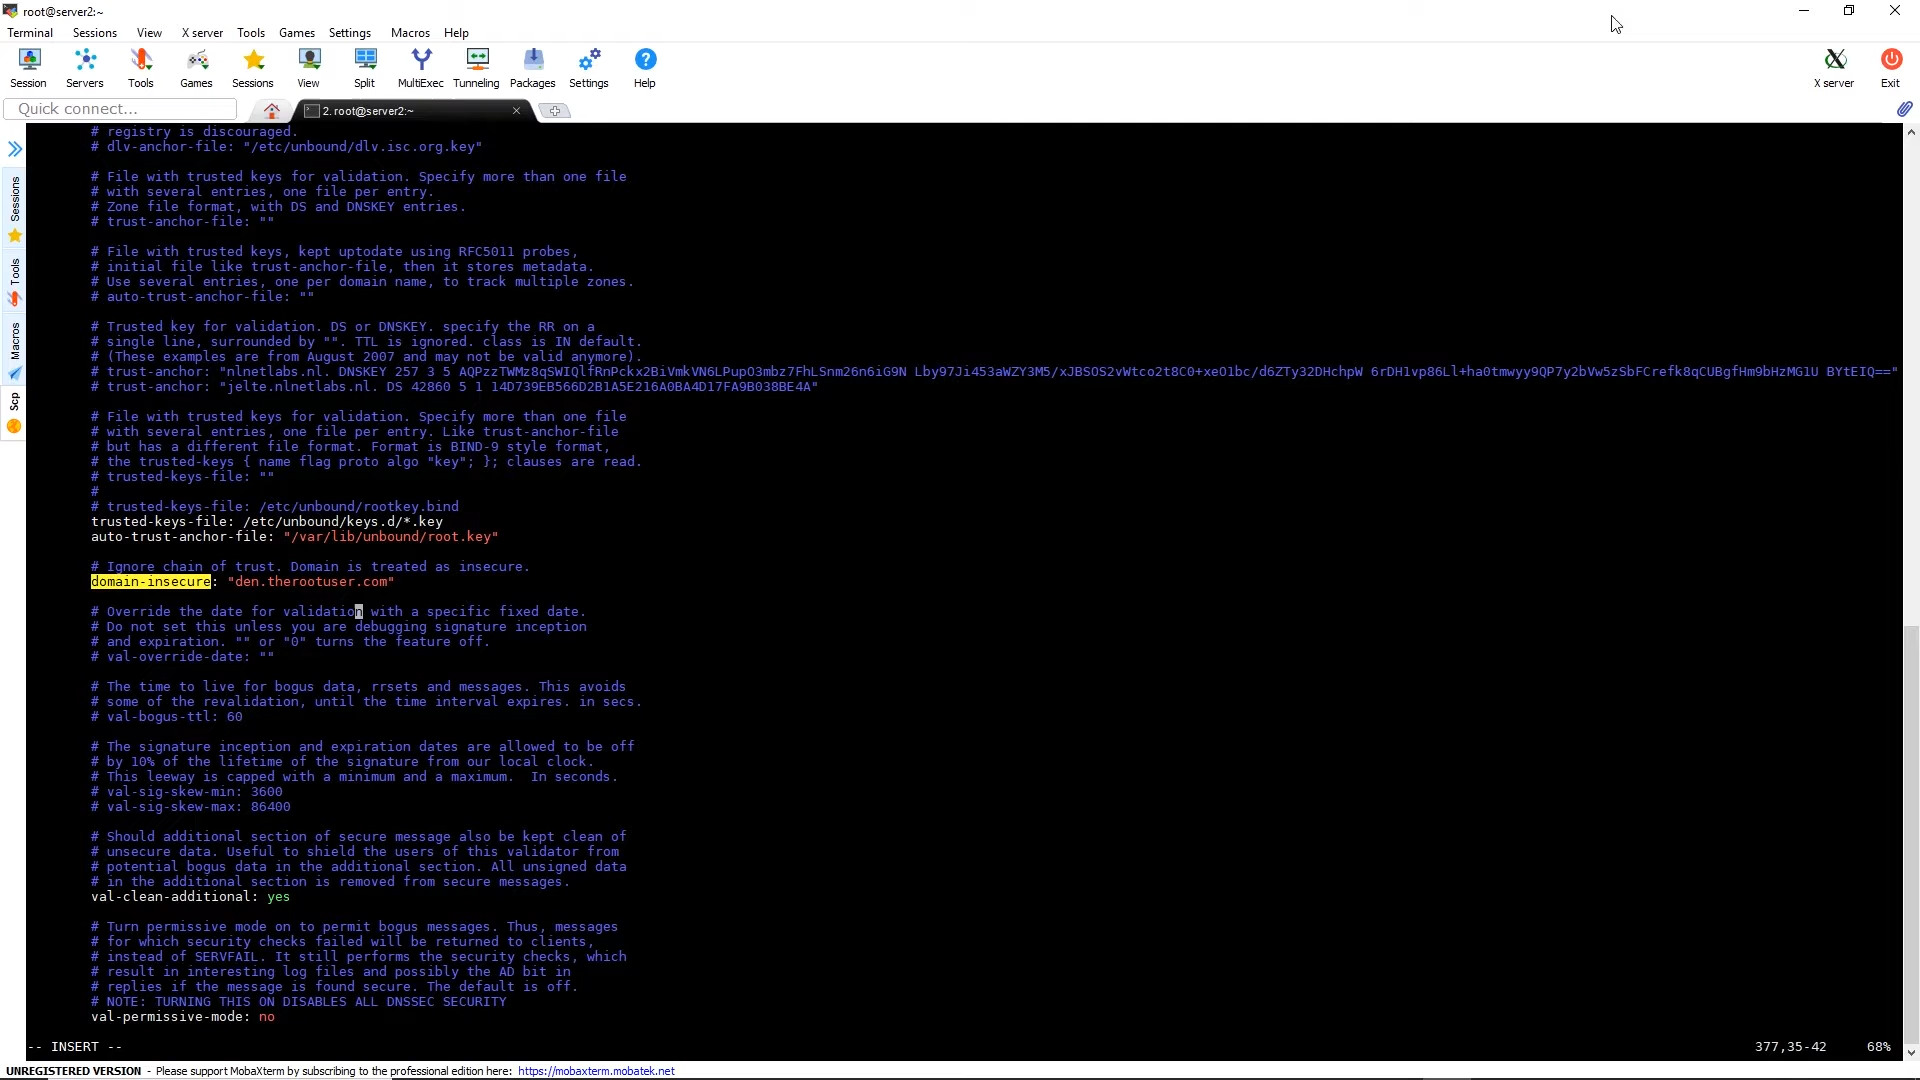 root@server2:~
Terminal Sessions View X server Tools Games Settings Macros Help
Session Servers Tools Games Sessions View Split MultiExec Tunneling Packages Settings Help X server Exit
Quick connect... 2. root@server2:~
Sessions
Tools
Macros
Scp
# registry is discouraged.
# dlv-anchor-file: "/etc/unbound/dlv.isc.org.key"
# File with trusted keys for validation. Specify more than one file
# with several entries, one file per entry.
# Zone file format, with DS and DNSKEY entries.
# trust-anchor-file: ""
# File with trusted keys, kept uptodate using RFC5011 probes,
# initial file like trust-anchor-file, then it stores metadata.
# Use several entries, one per domain name, to track multiple zones.
# auto-trust-anchor-file: ""
# Trusted key for validation. DS or DNSKEY. specify the RR on a
# single line, surrounded by "". TTL is ignored. class is IN default.
# (These examples are from August 2007 and may not be valid anymore).
# trust-anchor: "nlnetlabs.nl. DNSKEY 257 3 5 AQPzzTWMz8qSWIQlfRnPckx2BiVmkVN6LPupO3mbz7FhLSnm26n6iG9N Lby97Ji453aWZY3M5/xJBSOS2vWtco2t8C0+xeO1bc/d6ZTy32DHchpW 6rDH1vp86Ll+ha0tmwyy9QP7y2bVw5zSbFCrefk8qCUBgfHm9bHzMG1U BYtEIQ=="
# trust-anchor: "jelte.nlnetlabs.nl. DS 42860 5 1 14D739EB566D2B1A5E216A0BA4D17FA9B038BE4A"
# File with trusted keys for validation. Specify more than one file
# with several entries, one file per entry. Like trust-anchor-file
# but has a different file format. Format is BIND-9 style format,
# the trusted-keys { name flag proto algo "key"; }; clauses are read.
# trusted-keys-file: ""
#
# trusted-keys-file: /etc/unbound/rootkey.bind
trusted-keys-file: /etc/unbound/keys.d/*.key
auto-trust-anchor-file: "/var/lib/unbound/root.key"
# Ignore chain of trust. Domain is treated as insecure.
domain-insecure: "den.therootuser.com"
# Override the date for validation with a specific fixed date.
# Do not set this unless you are debugging signature inception
# and expiration. "" or "0" turns the feature off.
# val-override-date: ""
# The time to live for bogus data, rrsets and messages. This avoids
# some of the revalidation, until the time interval expires. in secs.
# val-bogus-ttl: 60
# The signature inception and expiration dates are allowed to be off
# by 10% of the lifetime of the signature from our local clock.
# This leeway is capped with a minimum and a maximum.  In seconds.
# val-sig-skew-min: 3600
# val-sig-skew-max: 86400
# Should additional section of secure message also be kept clean of
# unsecure data. Useful to shield the users of this validator from
# potential bogus data in the additional section. All unsigned data
# in the additional section is removed from secure messages.
val-clean-additional: yes
# Turn permissive mode on to permit bogus messages. Thus, messages
# for which security checks failed will be returned to clients,
# instead of SERVFAIL. It still performs the security checks, which
# result in interesting log files and possibly the AD bit in
# replies if the message is found secure. The default is off.
# NOTE: TURNING THIS ON DISABLES ALL DNSSEC SECURITY
val-permissive-mode: no
-- INSERT -- 377,35-42 68%
UNREGISTERED VERSION - Please support MobaXterm by subscribing to the professional edition here: https://mobaxterm.mobatek.net